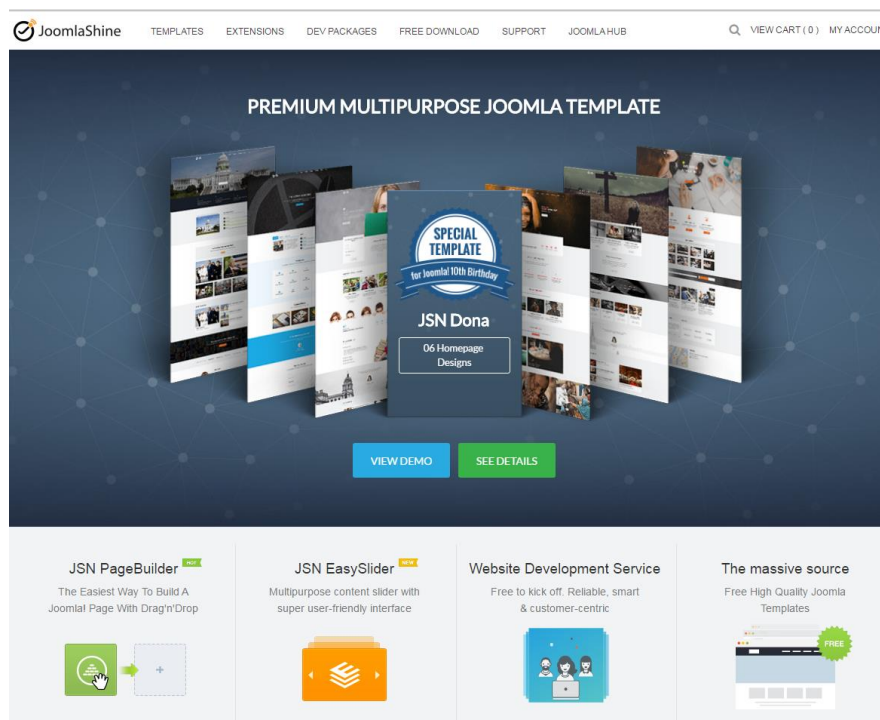 JoomlaShine TEMPLATES EXTENSIONS DEV PACKAGES FREE DOWNLOAD SUPPORT JOOMLAHUB VIEW CART ( 0 ) MY ACCOUN
PREMIUM MULTIPURPOSE JOOMLA TEMPLATE
SPECIAL
TEMPLATE
for Joomla! 10th Birthday
JSN Dona
06 Homepage
Designs
VIEW DEMO SEE DETAILS
JSN PageBuilder HOT
The Easiest Way To Build A
Joomla! Page With Drag'n'Drop
JSN EasySlider NEW
Multipurpose content slider with
super user-friendly interface
Website Development Service
Free to kick off. Reliable, smart
& customer-centric
The massive source
Free High Quality Joomla
Templates
FREE